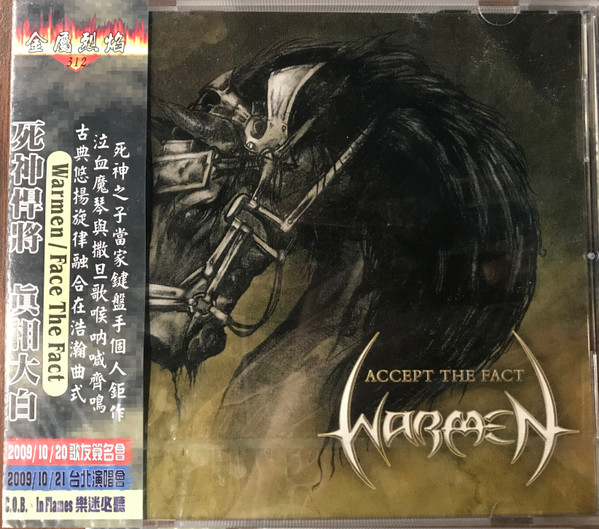 金屬烈焰
312
死神之子當家鍵盤手個人鉅作
泣血魔琴與撒旦歌喉吶喊齊鳴
古典悠揚旋律融合在浩瀚曲式
Warmen / Face The Fact
死神悍將 真相大白
2009/10/20 歌友簽名會
2009/10/21 台北演唱會
C.O.B.、In Flames 樂迷必聽
ACCEPT THE FACT
WARMEN